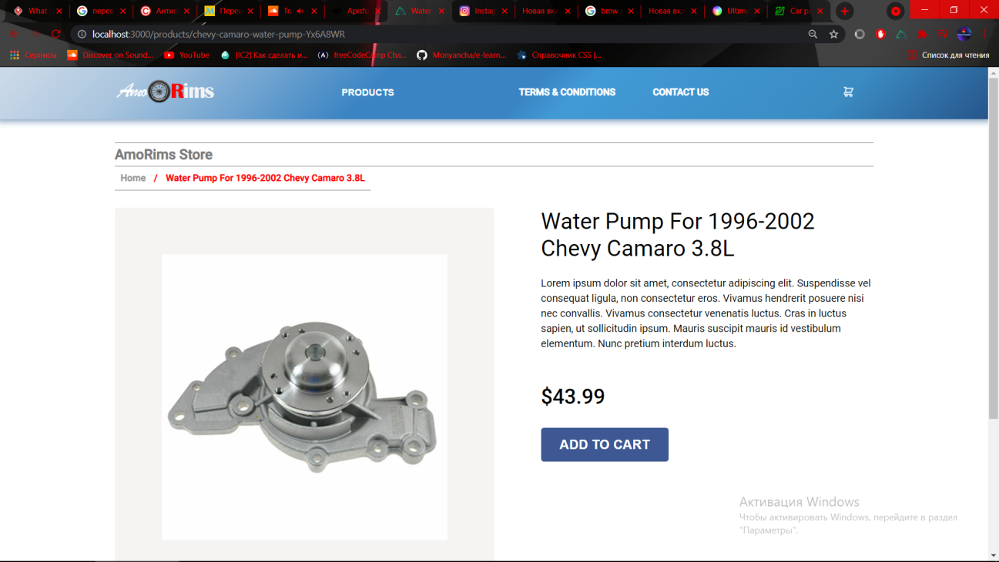 What
перев
Анти
Пере
Tr
Apisfu
Water
Instag
Новая вкл
bmw
Новая вкл
Ultim
Car p
localhost:3000/products/chevy-camaro-water-pump-Yx6A8WR
Сервисы
Discover on Sound...
YouTube
[IC2] Как сделать и...
freeCodeCamp Cha...
Monyancha/e-learn...
Справочник CSS |...
Список для чтения
AmoRims
PRODUCTS
TERMS & CONDITIONS
CONTACT US
AmoRims Store
Home / Water Pump For 1996-2002 Chevy Camaro 3.8L
Water Pump For 1996-2002
Chevy Camaro 3.8L
Lorem ipsum dolor sit amet, consectetur adipiscing elit. Suspendisse vel
consequat ligula, non consectetur eros. Vivamus hendrerit posuere nisi
nec convallis. Vivamus consectetur venenatis luctus. Cras in luctus
sapien, ut sollicitudin ipsum. Mauris suscipit mauris id vestibulum
elementum. Nunc pretium interdum luctus.
$43.99
ADD TO CART
Активация Windows
Чтобы активировать Windows, перейдите в раздел
"Параметры".